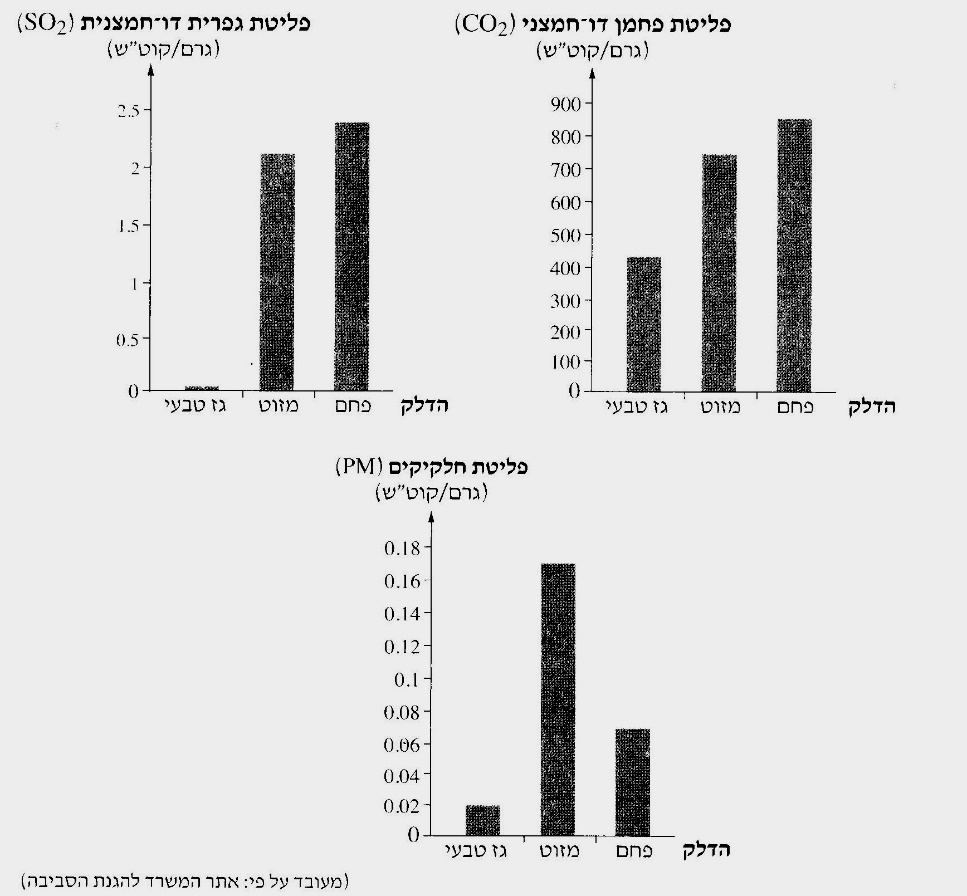 פליטת פחמן דו־חמצני (CO2)
(גרם/קוט"ש)
900
800
700
600
500
400
300
200
100
0
גז טבעי
מזוט
פחם
הדלק
פליטת גפרית דו־חמצנית (SO2)
(גרם/קוט"ש)
2.5
2
1.5
1
0.5
0
גז טבעי
מזוט
פחם
הדלק
פליטת חלקיקים (PM)
(גרם/קוט"ש)
0.18
0.16
0.14
0.12
0.1
0.08
0.06
0.04
0.02
0
גז טבעי
מזוט
פחם
הדלק
(מעובד על פי: אתר המשרד להגנת הסביבה)